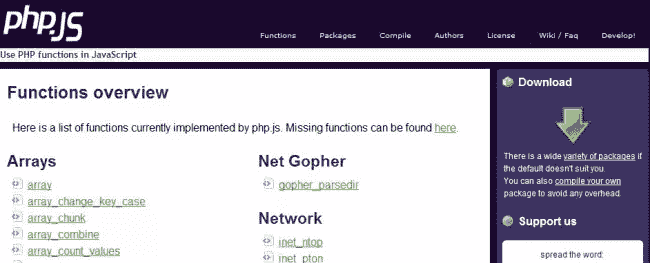 php.JS
Functions Packages Compile Authors License Wiki / Faq Develop!
Use PHP functions in JavaScript
Functions overview
Here is a list of functions currently implemented by php.js. Missing functions can be found here.
Arrays
array
array_change_key_case
array_chunk
array_combine
array_count_values
Net Gopher
gopher_parsedir
Network
inet_ntop
inet_pton
Download
There is a wide variety of packages if
the default doesn't suit you.
You can also compile your own
package to avoid any overhead.
Support us
spread the word: